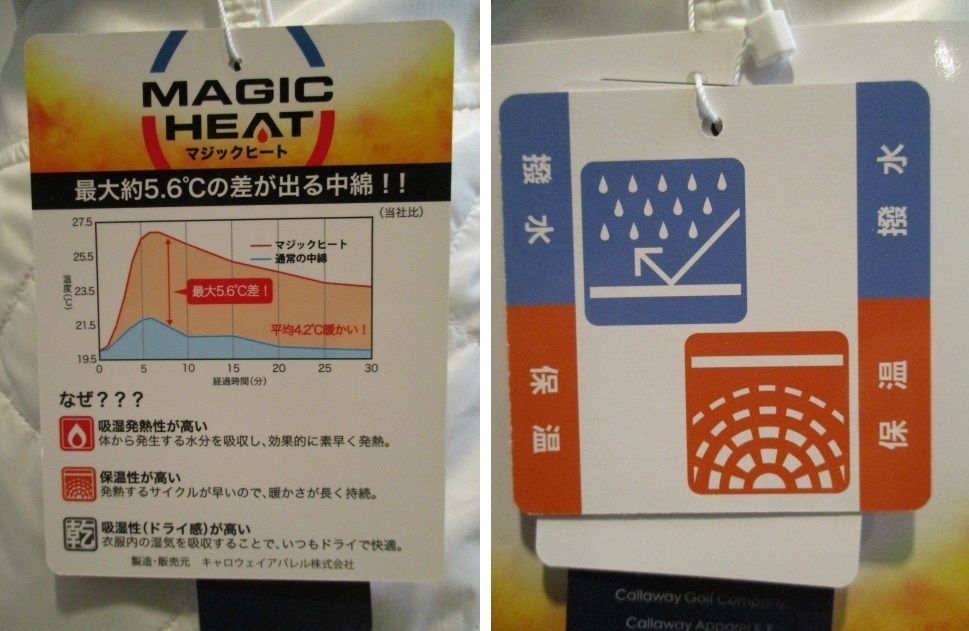 MAGIC
HEAT
マジックヒート
最大約5.6℃の差が出る中綿！！
(当社比)
27.5
25.5
23.5
21.5
19.5
温度(℃)
マジックヒート
通常の中綿
最大5.6℃差！
平均4.2℃暖かい！
0 5 10 15 20 25 30
経過時間(分)
なぜ？？？
吸湿発熱性が高い
体から発生する水分を吸収し、効果的に素早く発熱。
保温性が高い
発熱するサイクルが早いので、暖かさが長く持続。
乾
吸湿性(ドライ感)が高い
衣服内の湿気を吸収することで、いつもドライで快適。
製造・販売元 キャロウェイアパレル株式会社
撥水
保温
撥水
保温
Callaway Golf Company
Callaway Apparel K.K.